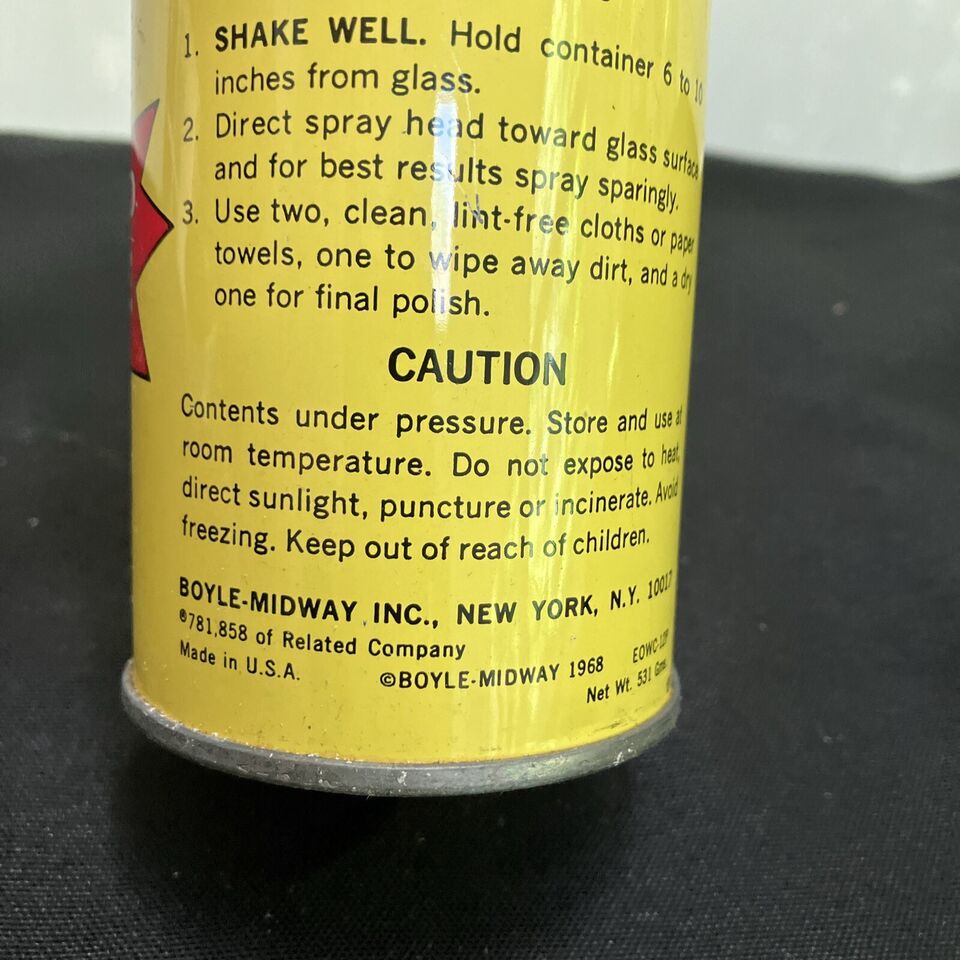 1. SHAKE WELL. Hold container 6 to 10
inches from glass.
2. Direct spray head toward glass surface
and for best results spray sparingly.
3. Use two, clean, lint-free cloths or paper
towels, one to wipe away dirt, and a dry
one for final polish.
CAUTION
Contents under pressure. Store and use at
room temperature. Do not expose to heat,
direct sunlight, puncture or incinerate. Avoid
freezing. Keep out of reach of children.
BOYLE-MIDWAY INC., NEW YORK, N.Y. 10017
®781,858 of Related Company
Made in U.S.A.
©BOYLE-MIDWAY 1968
Net Wt. 531 Gms.